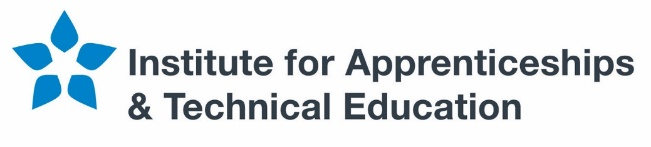 Institute for Apprenticeships
& Technical Education